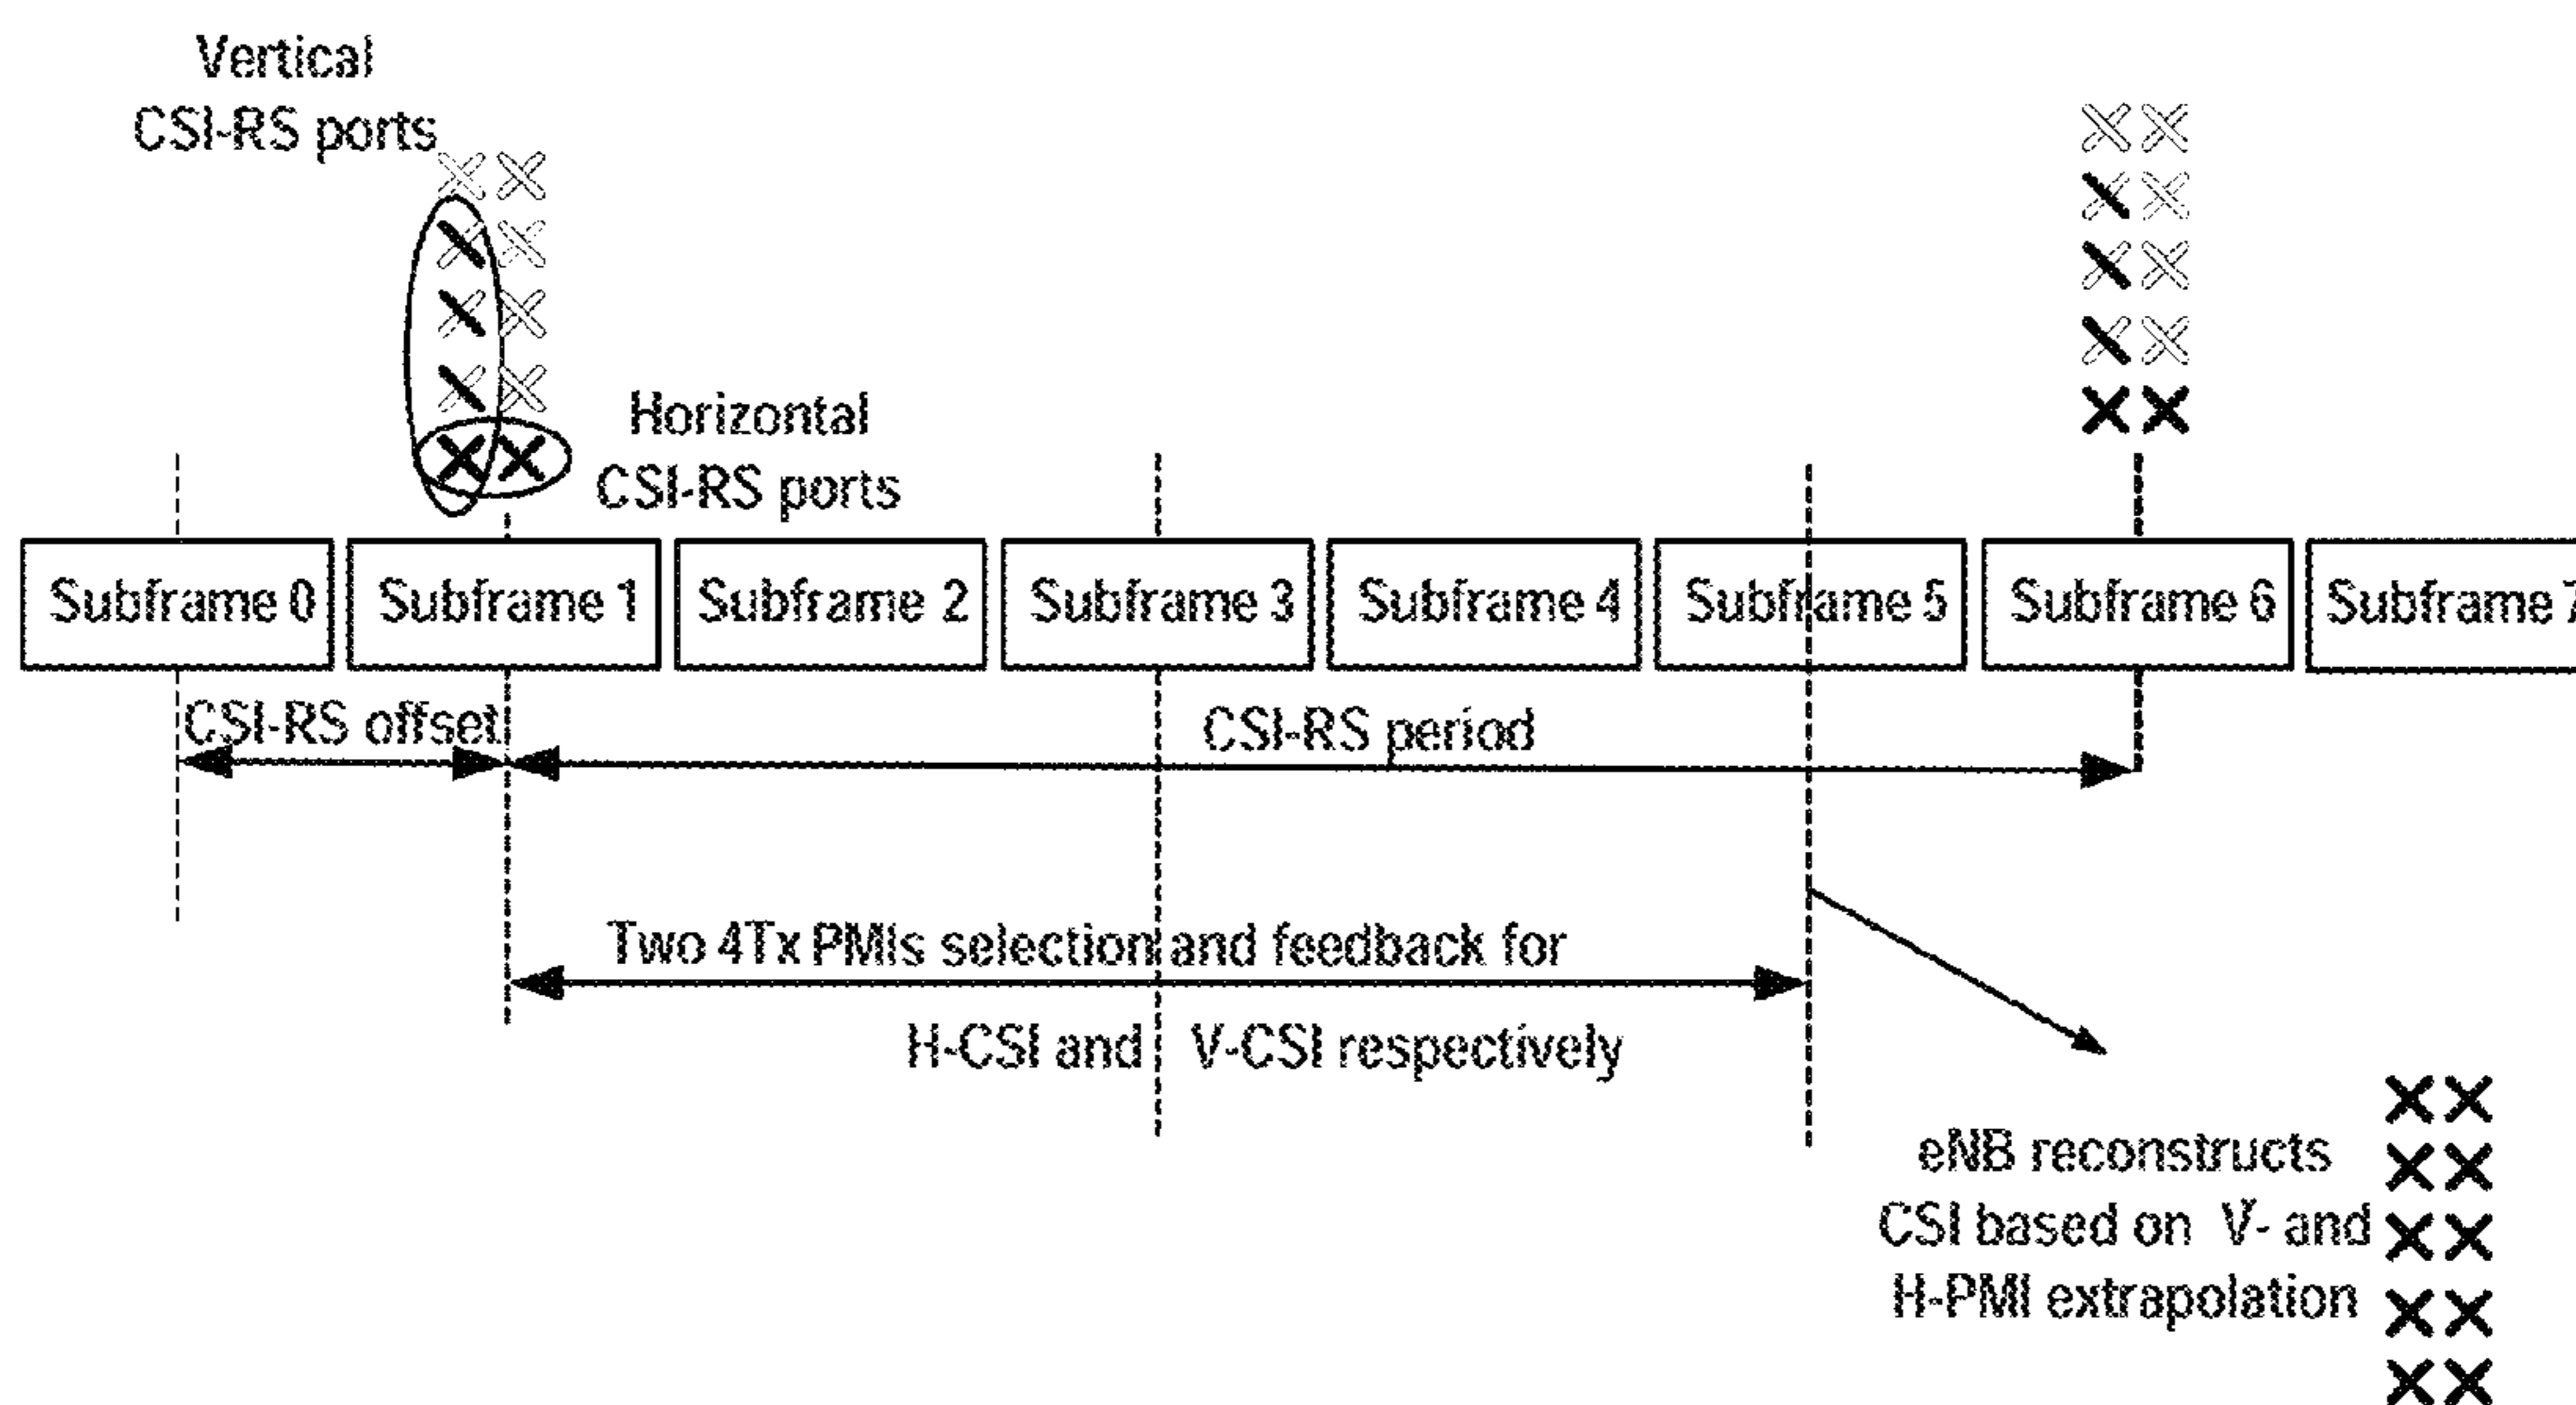 Vertical
CSI-RS ports
Horizontal
CSI-RS ports
Subframe 0 Subframe 1 Subframe 2 Subframe 3 Subframe 4 Subframe 5 Subframe 6 Subframe 7
CSI-RS offset CSI-RS period
Two 4Tx PMIs selection and feedback for
H-CSI and V-CSI respectively
eNB reconstructs
CSI based on V- and
H-PMI extrapolation